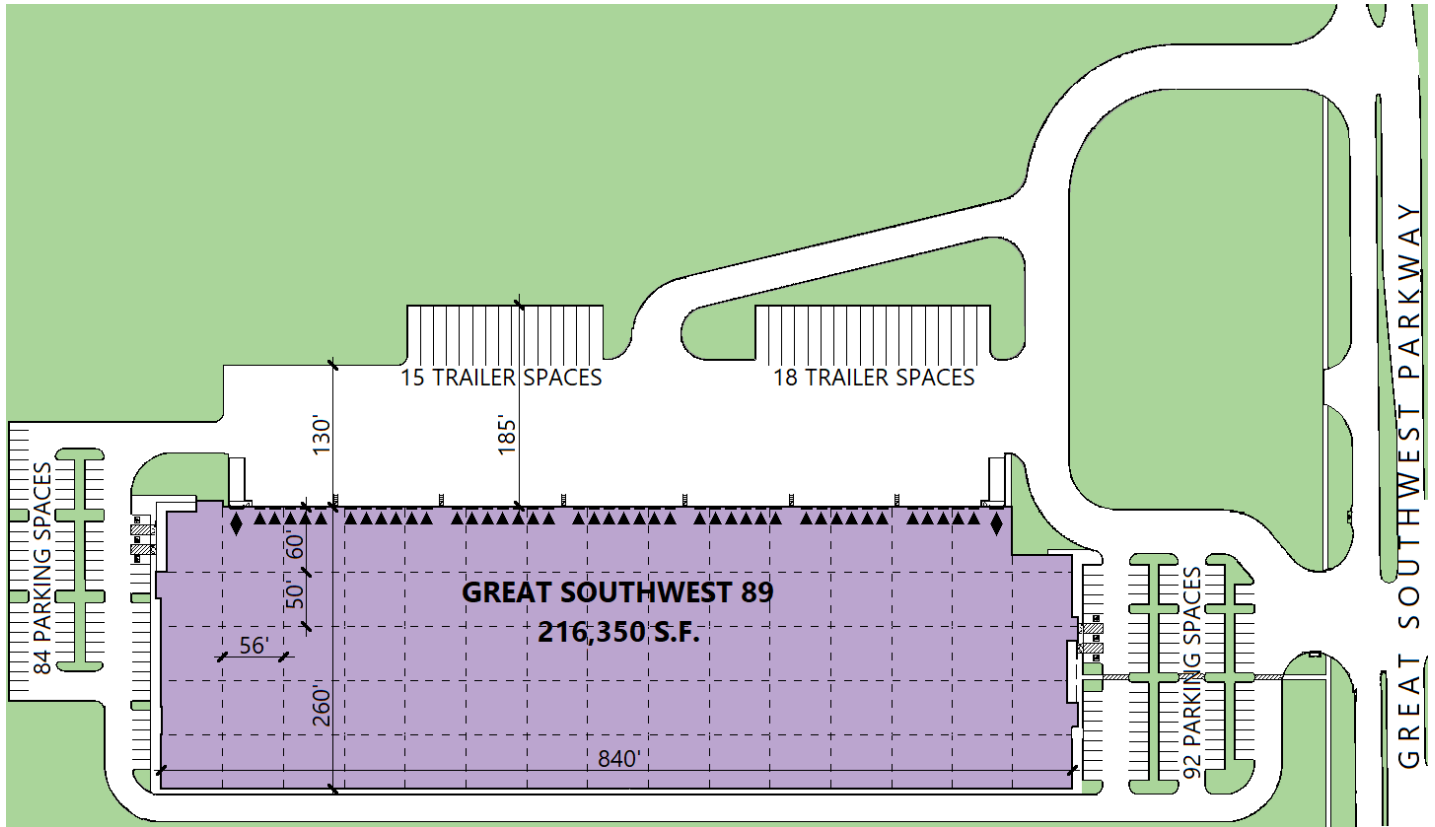 15 TRAILER SPACES
18 TRAILER SPACES
130'
185'
84 PARKING SPACES
60'
50'
56'
GREAT SOUTHWEST 89
216,350 S.F.
260'
840'
92 PARKING SPACES
GREAT SOUTHWEST PARKWAY